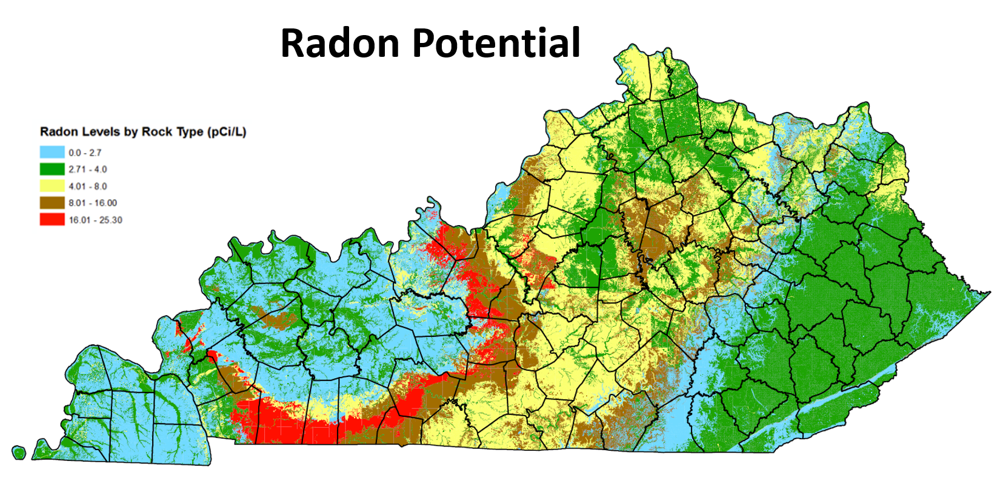 Radon Potential
Radon Levels by Rock Type (pCi/L)
0.0 - 2.7
2.71 - 4.0
4.01 - 8.0
8.01 - 16.00
16.01 - 25.30